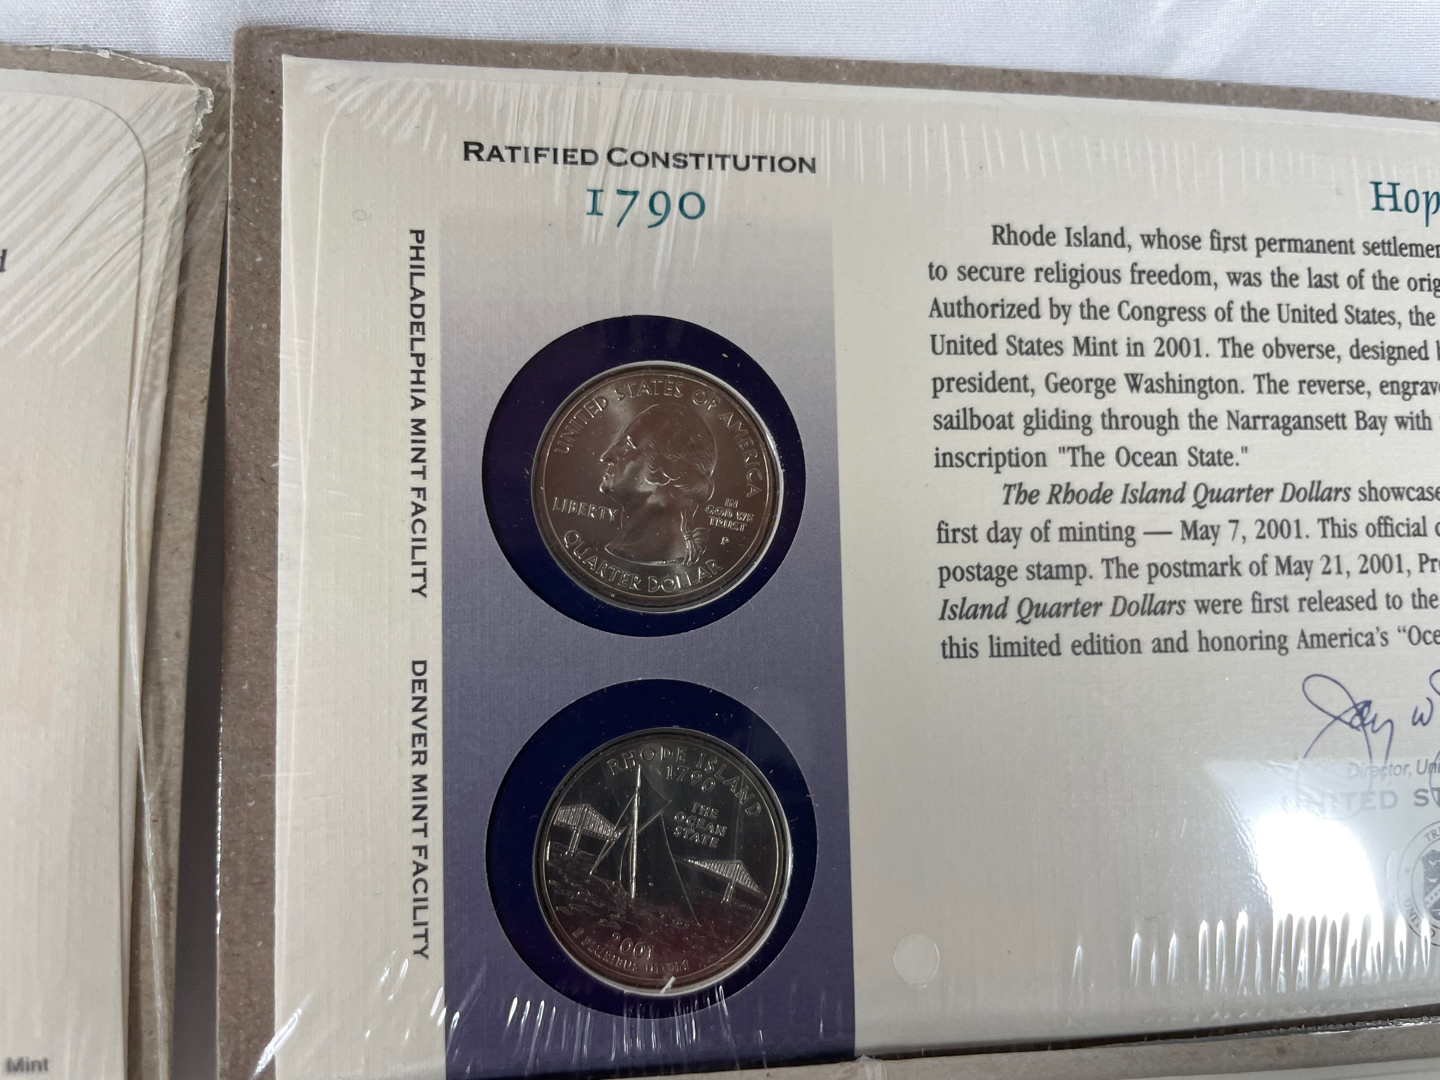 RATIFIED CONSTITUTION
1790
PHILADELPHIA MINT FACILITY
DENVER MINT FACILITY
UNITED STATES OF AMERICA
LIBERTY
IN
GOD WE
TRUST
P
QUARTER DOLLAR
RHODE ISLAND
1790
THE
OCEAN
STATE
2001
E PLURIBUS UNUM
Rhode Island, whose first permanent
to secure religious freedom, was the last of the
Authorized by the Congress of the United States, the
United States Mint in 2001. The obverse, designed
president, George Washington. The reverse,
sailboat gliding through the Narragansett Bay with
inscription "The Ocean State."
The Rhode Island Quarter Dollars
first day of minting — May 7, 2001. This official
postage stamp. The postmark of May 21, 2001,
Island Quarter Dollars were first released to the
this limited edition and honoring America's
Jay W
Director,
UNITED
Mint